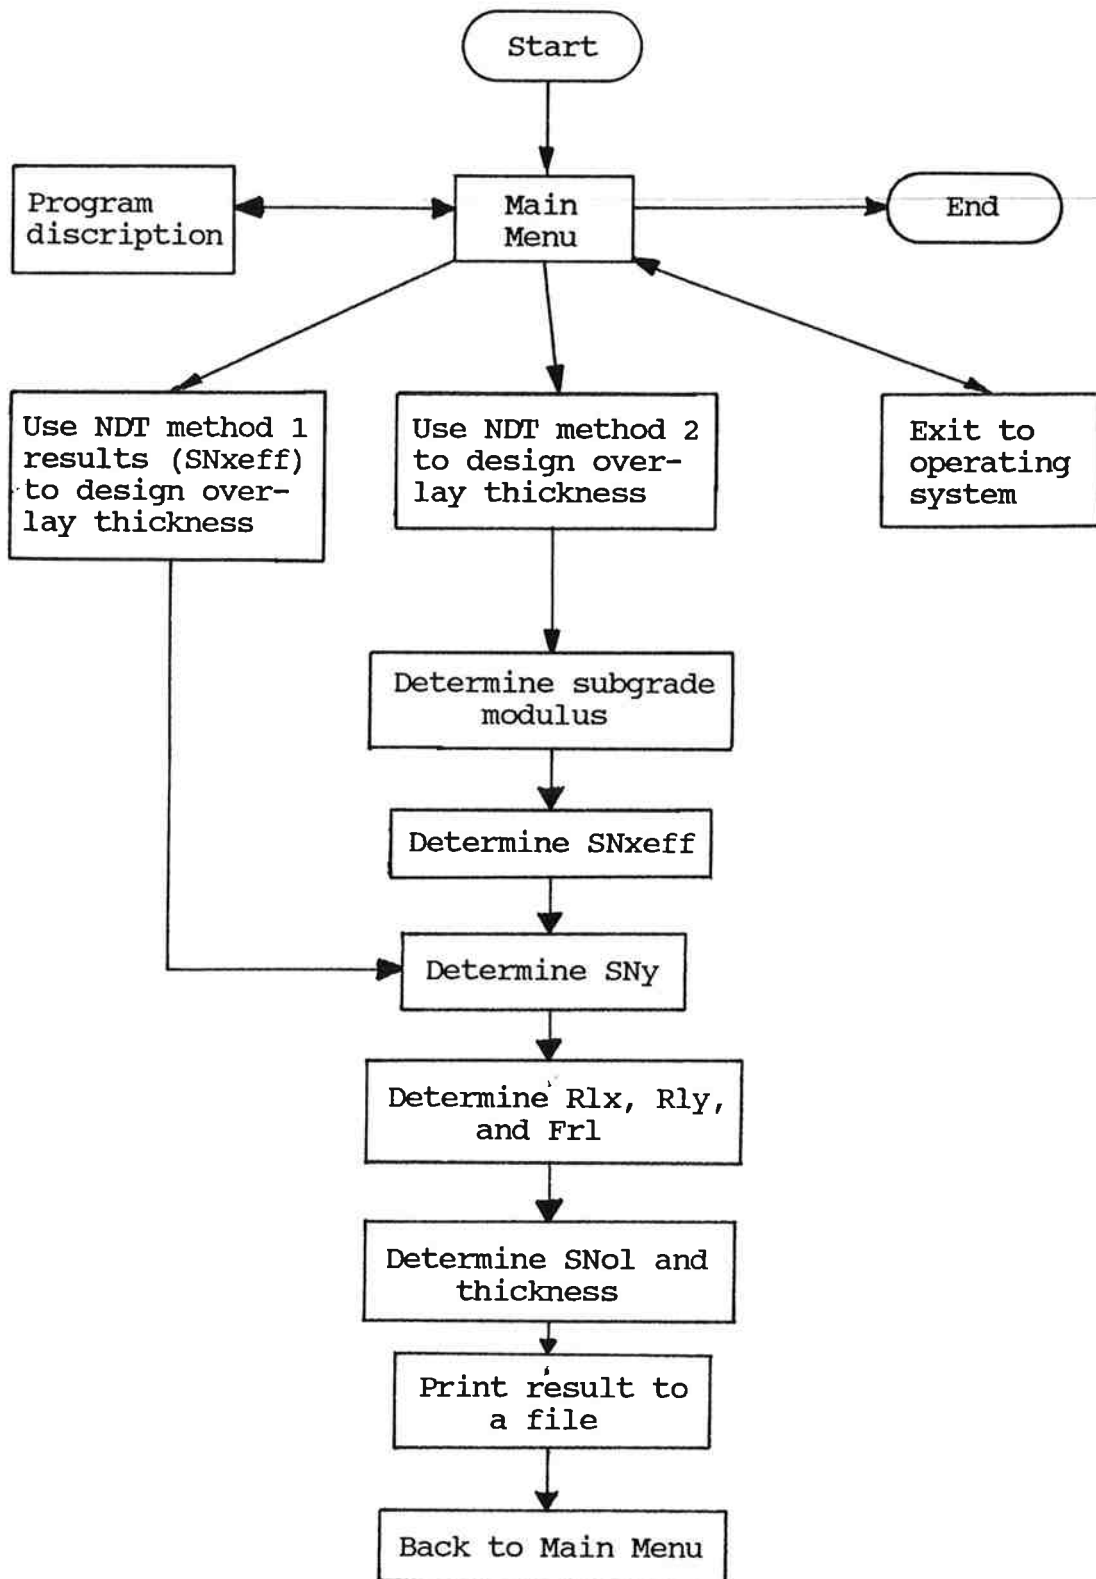 Start
Program
discription
Main
Menu
End
Use NDT method 1
results (SNxeff)
to design over-
lay thickness
Use NDT method 2
to design over-
lay thickness
Exit to
operating
system
Determine subgrade
modulus
Determine SNxeff
Determine SNy
Determine Rlx, Rly,
and Frl
Determine SNol and
thickness
Print result to
a file
Back to Main Menu